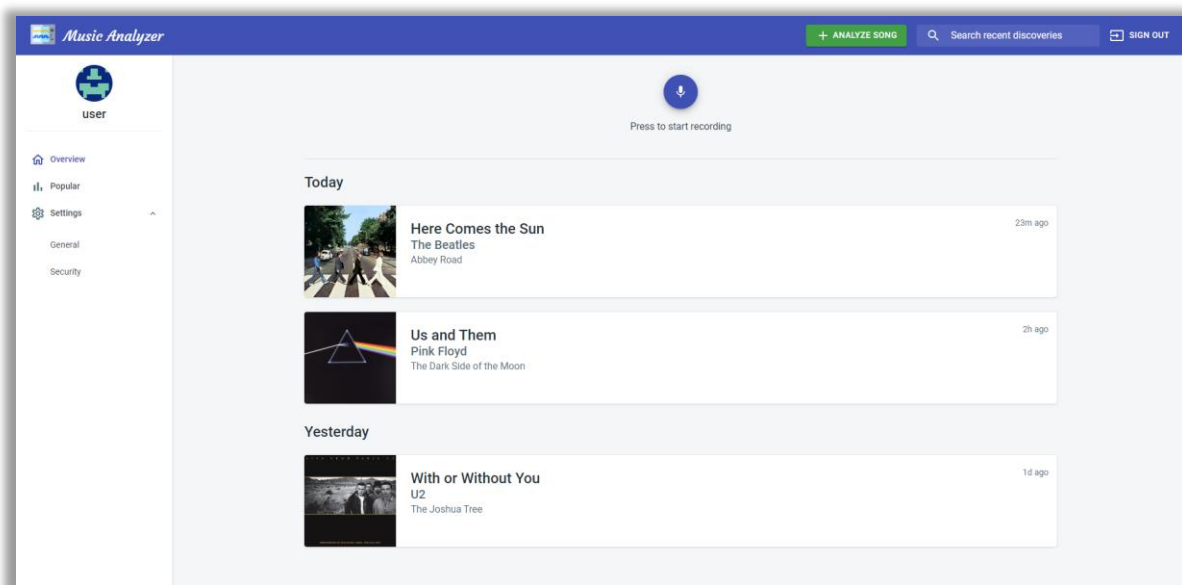 Music Analyzer
ANALYZE SONG
Search recent discoveries
SIGN OUT
user
Overview
Popular
Settings
General
Security
Press to start recording
Today
Here Comes the Sun
The Beatles
Abbey Road
23m ago
Us and Them
Pink Floyd
The Dark Side of the Moon
2h ago
Yesterday
With or Without You
U2
The Joshua Tree
1d ago